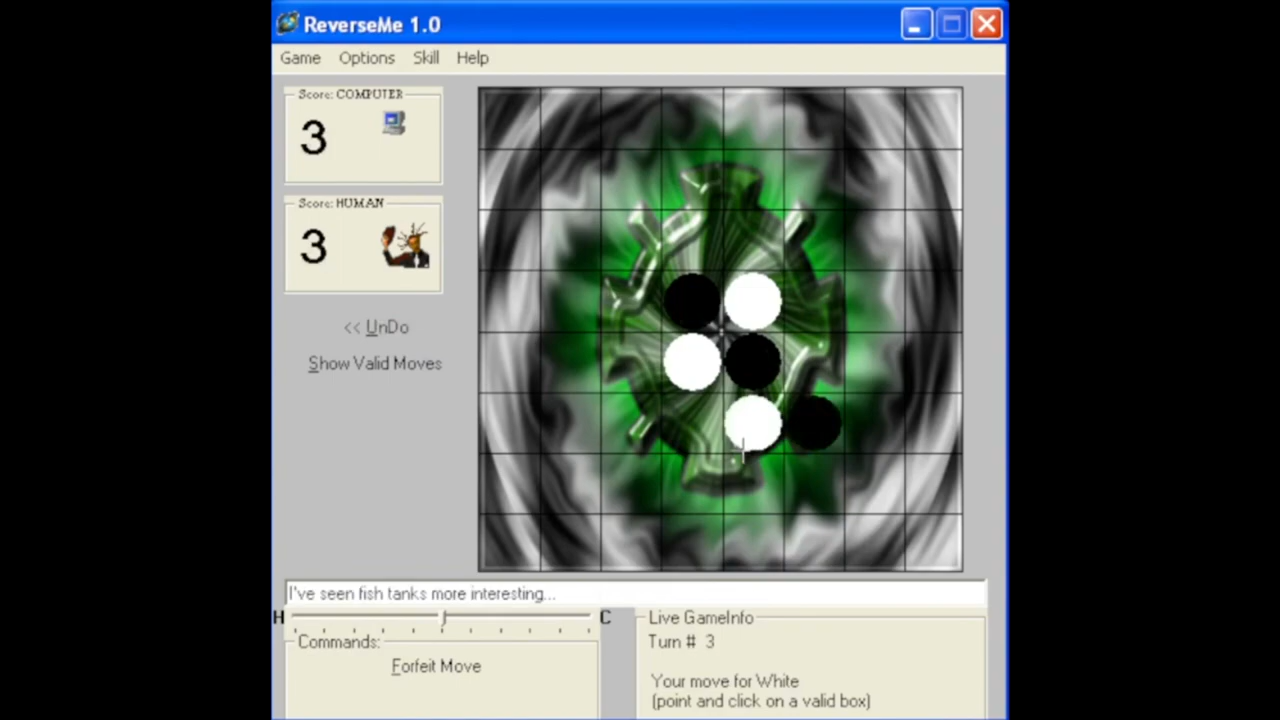 ReverseMe 1.0
Game Options Skill Help
Score: COMPUTER
3
Score: HUMAN
3
<< UnDo
Show Valid Moves
I've seen fish tanks more interesting...
H C
Commands:
Forfeit Move
Live GameInfo
Turn # 3
Your move for White
(point and click on a valid box)